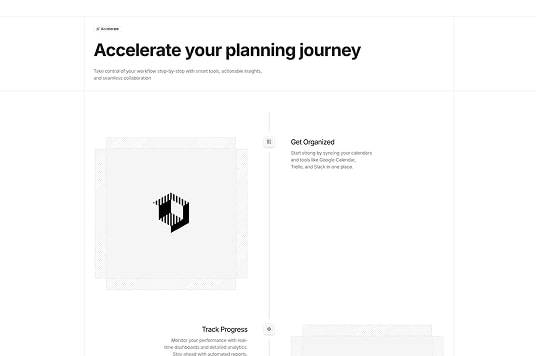 Accelerate
Accelerate your planning journey
Take control of your workflow step-by-step with smart tools, actionable insights,
and seamless collaboration
Get Organized
Start strong by syncing your calendars
and tools like Google Calendar,
Trello, and Slack in one place.
Track Progress
Monitor your performance with real-
time dashboards and detailed analytics.
Stay ahead with automated reports.